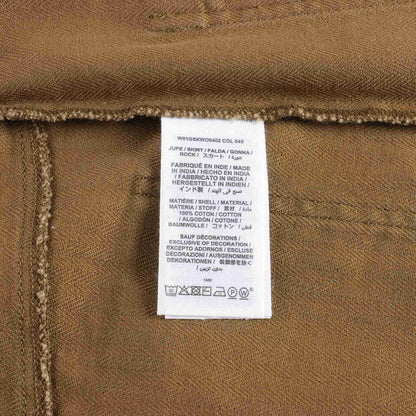 WS1GSKWOS402 COL 545
JUPE / SKIRT / FALDA / GONNA /
ROCK / スカート / تنورة
FABRIQUÉ EN INDE / MADE
IN INDIA / HECHO EN INDIA
/ FABBRICATO IN INDIA /
HERGESTELLT IN INDIEN /
インド製 / صنع في الهند
MATIÈRE / SHELL / MATERIAL /
MATERIA / STOFF / 素材 / قماش
100% COTON / COTTON /
ALGODÓN / COTONE /
BAUMWOLLE / コットン / قطن
SAUF DÉCORATIONS /
EXCLUSIVE OF DECORATION /
EXCEPTO ADORNOS / ESCLUSO
DECORAZIONI / AUSGENOMMEN
DEKORATIONEN / 装飾部を除く /
W